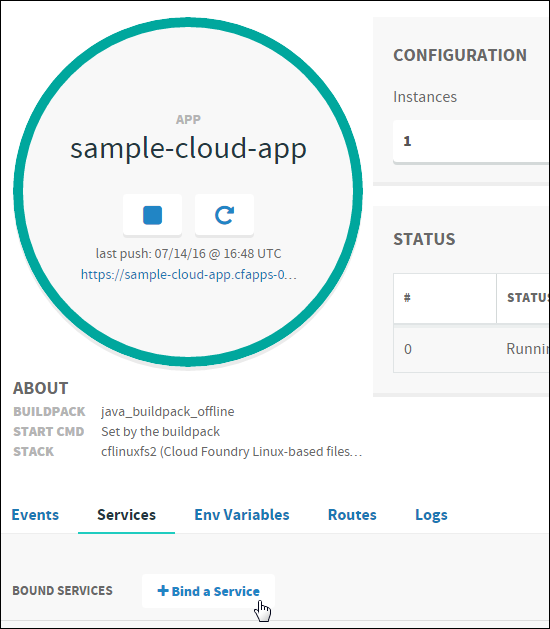 APP
sample-cloud-app
last push: 07/14/16 @ 16:48 UTC
https://sample-cloud-app.cfapps-0...
CONFIGURATION
Instances
1
STATUS
# STATUS
0 Runnin
ABOUT
BUILDPACK java_buildpack_offline
START CMD Set by the buildpack
STACK cflinuxfs2 (Cloud Foundry Linux-based files...
Events Services Env Variables Routes Logs
BOUND SERVICES + Bind a Service